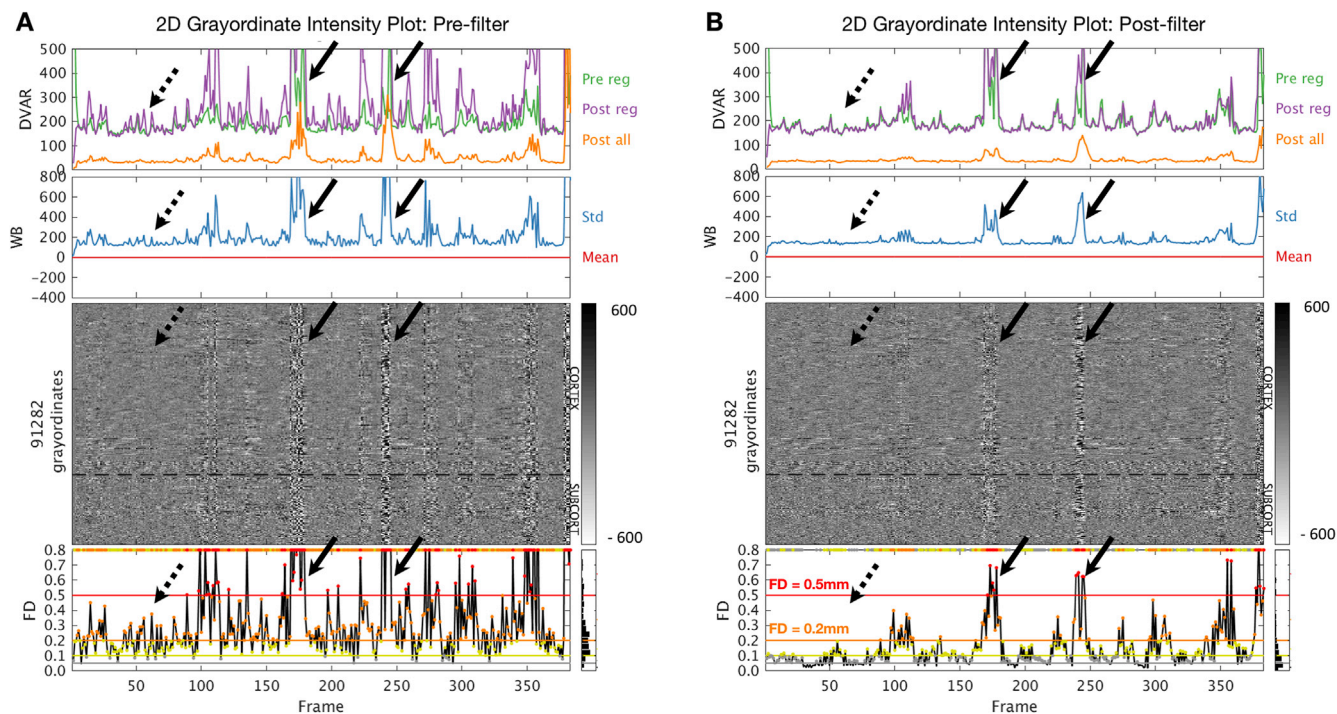 A
2D Grayordinate Intensity Plot: Pre-filter
500
400
300
200
100
0
DVAR
Pre reg
Post reg
Post all
800
600
400
200
0
−200
−400
WB
Std
Mean
91282
grayordinates
CORTEX
SUBCORT
600
- 600
0.8
0.7
0.6
0.5
0.4
0.3
0.2
0.1
0.0
FD
50 100 150 200 250 300 350
Frame
B
2D Grayordinate Intensity Plot: Post-filter
500
400
300
200
100
0
DVAR
Pre reg
Post reg
Post all
800
600
400
200
0
−200
−400
WB
Std
Mean
91282
grayordinates
CORTEX
SUBCORT
600
- 600
0.8
0.7
0.6
0.5
0.4
0.3
0.2
0.1
0.0
FD
FD = 0.5mm
FD = 0.2mm
50 100 150 200 250 300 350
Frame